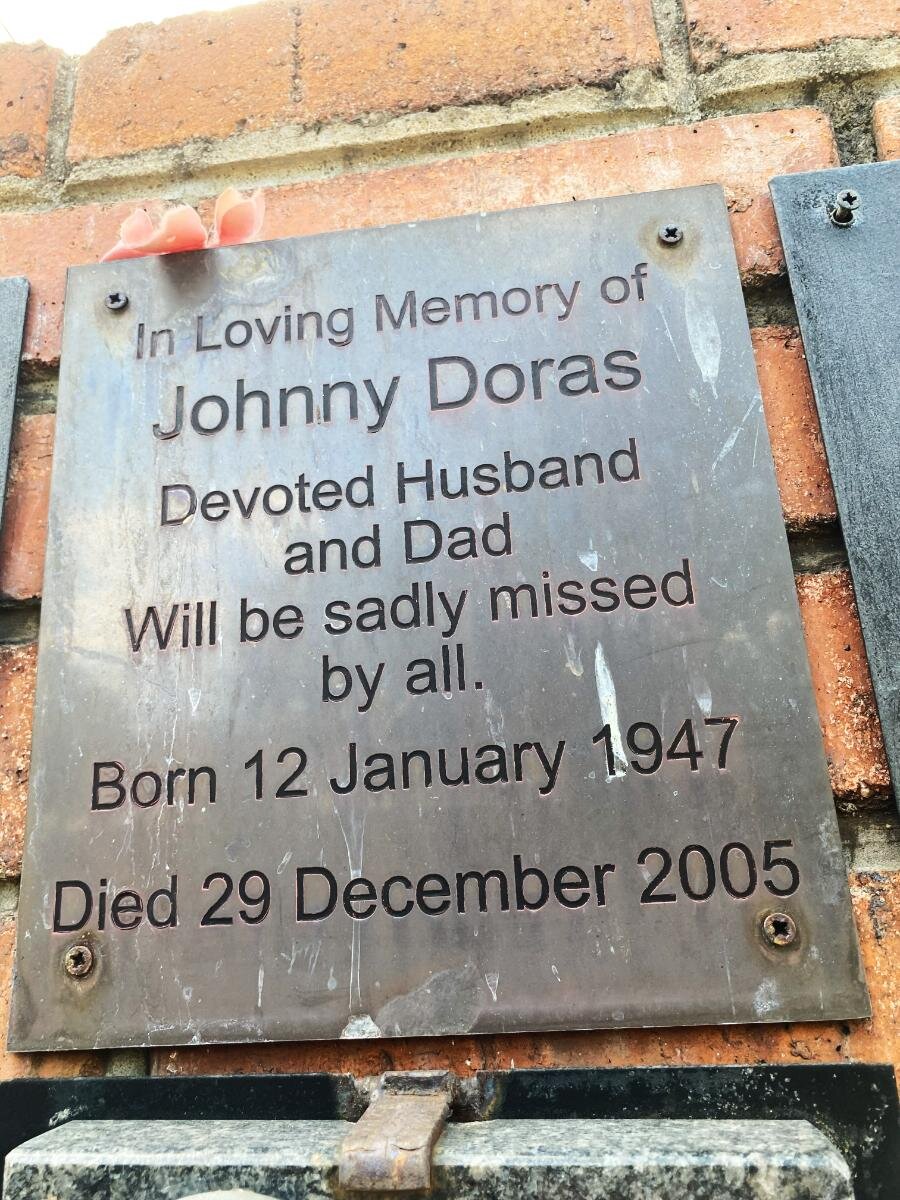 In Loving Memory of
Johnny Doras
Devoted Husband
and Dad
Will be sadly missed
by all.
Born 12 January 1947
Died 29 December 2005